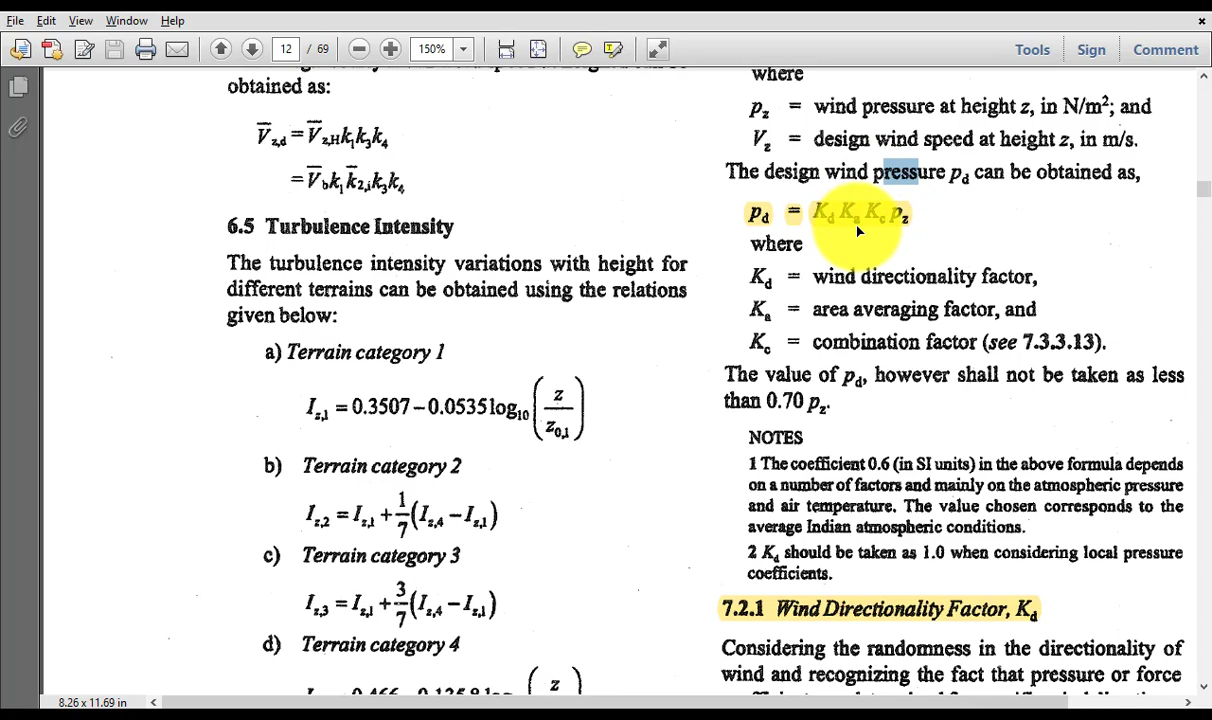 File Edit View Window Help
12 / 69 150% Tools Sign Comment
obtained as:
V̅z,d = V̅z,H k1 k3 k4
= V̅b k1 k̅2,i k3 k4
6.5 Turbulence Intensity
The turbulence intensity variations with height for
different terrains can be obtained using the relations
given below:
a) Terrain category 1
Iz,1 = 0.3507 − 0.0535 log10 ( z / z0,1 )
b) Terrain category 2
Iz,2 = Iz,1 + 1/7 (Iz,4 − Iz,1)
c) Terrain category 3
Iz,3 = Iz,1 + 3/7 (Iz,4 − Iz,1)
d) Terrain category 4
where
pz = wind pressure at height z, in N/m²; and
Vz = design wind speed at height z, in m/s.
The design wind pressure pd can be obtained as,
pd = Kd Ka Kc pz
where
Kd = wind directionality factor,
Ka = area averaging factor, and
Kc = combination factor (see 7.3.3.13).
The value of pd, however shall not be taken as less
than 0.70 pz.
NOTES
1 The coefficient 0.6 (in SI units) in the above formula depends
on a number of factors and mainly on the atmospheric pressure
and air temperature. The value chosen corresponds to the
average Indian atmospheric conditions.
2 Kd should be taken as 1.0 when considering local pressure
coefficients.
7.2.1 Wind Directionality Factor, Kd
Considering the randomness in the directionality of
wind and recognizing the fact that pressure or force
8.26 x 11.69 in